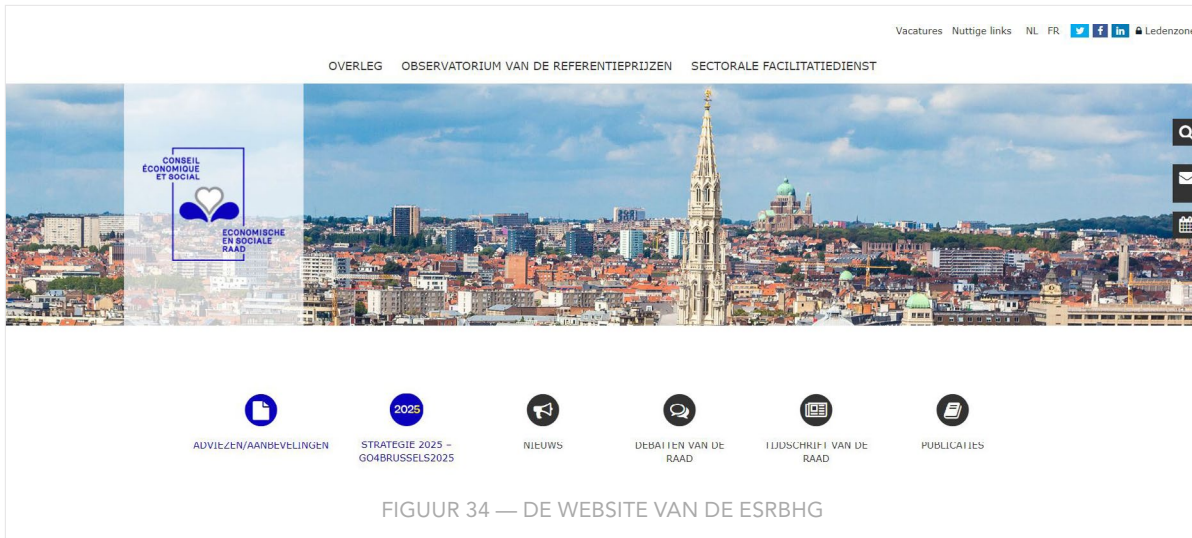 Vacatures Nuttige links NL FR Ledenzone
OVERLEG OBSERVATORIUM VAN DE REFERENTIEPRIJZEN SECTORALE FACILITATIEDIENST
CONSEIL
ÉCONOMIQUE
ET SOCIAL
ECONOMISCHE
EN SOCIALE
RAAD
2025
ADVIEZEN/AANBEVELINGEN
STRATEGIE 2025 –
GO4BRUSSELS2025
NIEUWS
DEBATTEN VAN DE
RAAD
TIJDSCHRIFT VAN DE
RAAD
PUBLICATIES
FIGUUR 34 — DE WEBSITE VAN DE ESRBHG